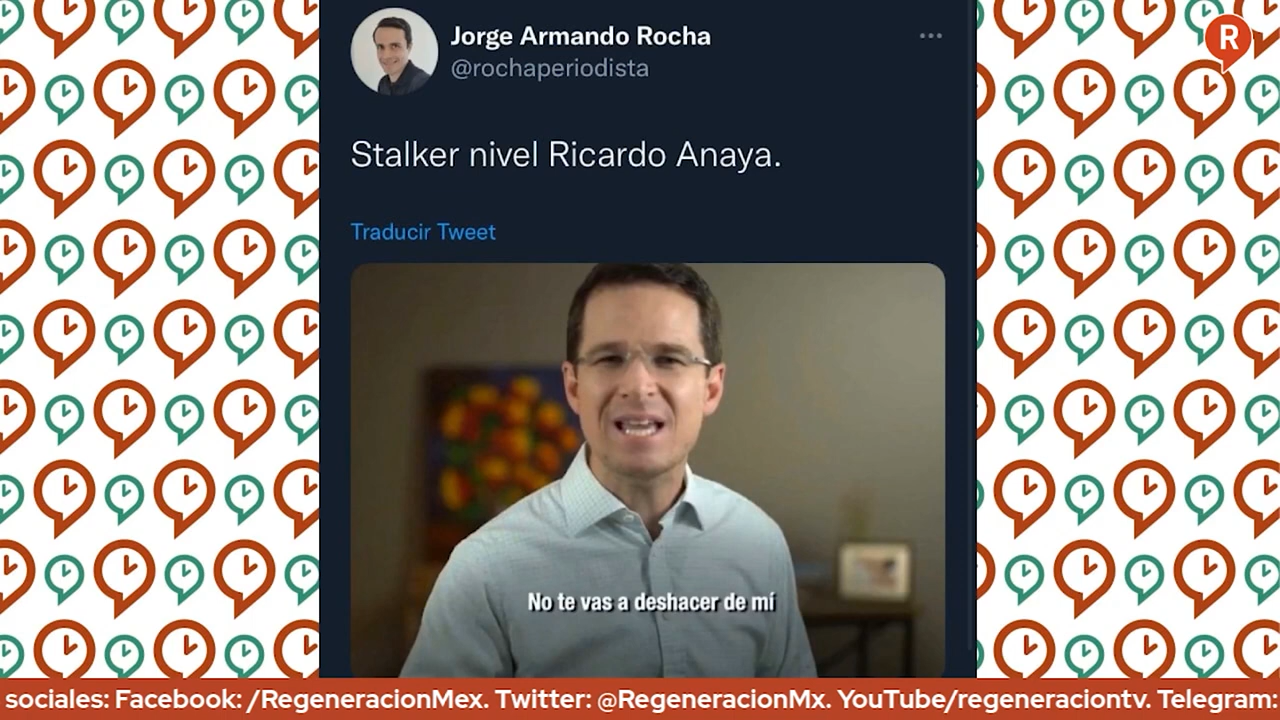 Jorge Armando Rocha
@rochaperiodista
R
Stalker nivel Ricardo Anaya.
Traducir Tweet
No te vas a deshacer de mí
sociales: Facebook: /RegeneracionMex. Twitter: @RegeneracionMx. YouTube/regeneraciontv. Telegram: